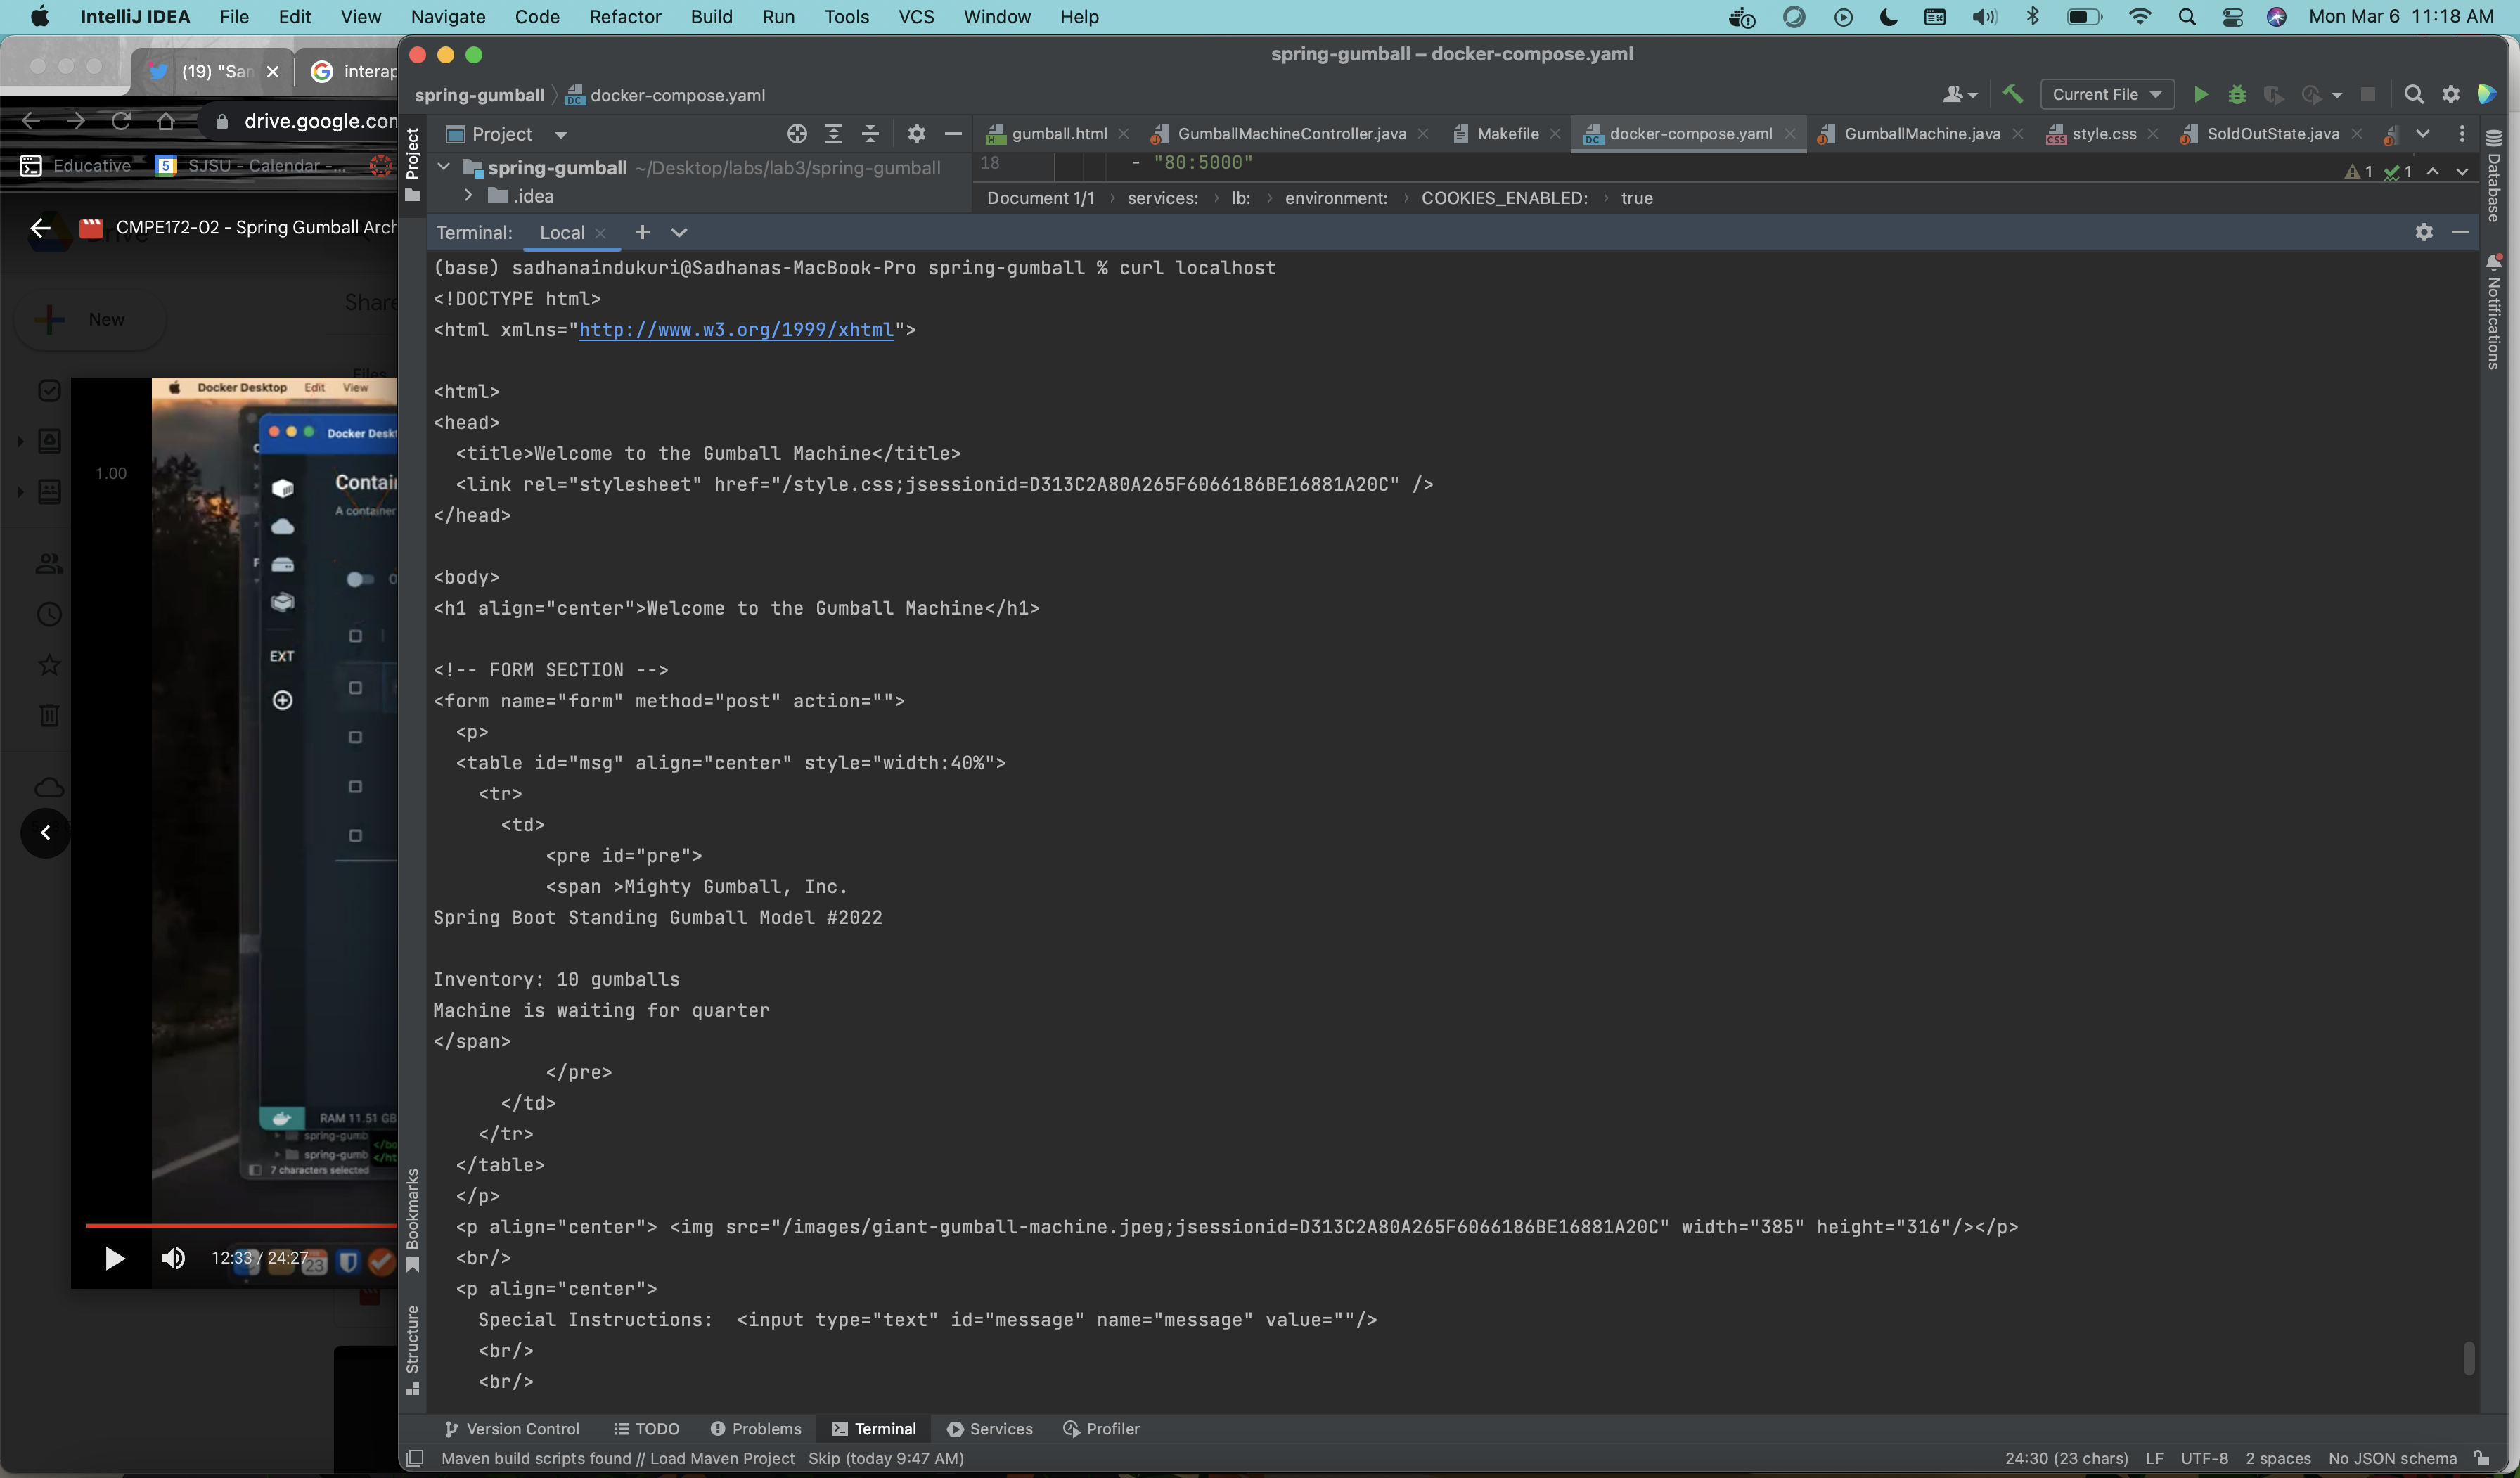 IntelliJ IDEA File Edit View Navigate Code Refactor Build Run Tools VCS Window Help Mon Mar 6 11:18 AM
spring-gumball – docker-compose.yaml
(19) "San
interap
spring-gumball docker-compose.yaml Current File
drive.google.con
Project
gumball.html GumballMachineController.java Makefile docker-compose.yaml GumballMachine.java style.css SoldOutState.java
Educative SJSU - Calendar -...
spring-gumball ~/Desktop/labs/lab3/spring-gumball
18 - "80:5000"
1 1
.idea
Document 1/1 services: lb: environment: COOKIES_ENABLED: true
CMPE172-02 - Spring Gumball Arch
Terminal: Local
(base) sadhanaindukuri@Sadhanas-MacBook-Pro spring-gumball % curl localhost
<!DOCTYPE html>
<html xmlns="http://www.w3.org/1999/xhtml">
<html>
<head>
<title>Welcome to the Gumball Machine</title>
<link rel="stylesheet" href="/style.css;jsessionid=D313C2A80A265F6066186BE16881A20C" />
</head>
<body>
<h1 align="center">Welcome to the Gumball Machine</h1>
<!-- FORM SECTION -->
<form name="form" method="post" action="">
<p>
<table id="msg" align="center" style="width:40%">
<tr>
<td>
<pre id="pre">
<span >Mighty Gumball, Inc.
Spring Boot Standing Gumball Model #2022
Inventory: 10 gumballs
Machine is waiting for quarter
</span>
</pre>
</td>
</tr>
</table>
</p>
<p align="center"> <img src="/images/giant-gumball-machine.jpeg;jsessionid=D313C2A80A265F6066186BE16881A20C" width="385" height="316"/></p>
<br/>
<p align="center">
Special Instructions: <input type="text" id="message" name="message" value=""/>
<br/>
<br/>
Project
Bookmarks
Structure
Database
Notifications
New
Share
Files
Docker Desktop Edit View
Docker Deskt
1.00
Contai
A container
EXT
RAM 11.51 GB
spring-gumb
spring-gumb
7 characters selected
12:33 / 24:27
23
Version Control TODO Problems Terminal Services Profiler
Maven build scripts found // Load Maven Project Skip (today 9:47 AM)
24:30 (23 chars) LF UTF-8 2 spaces No JSON schema